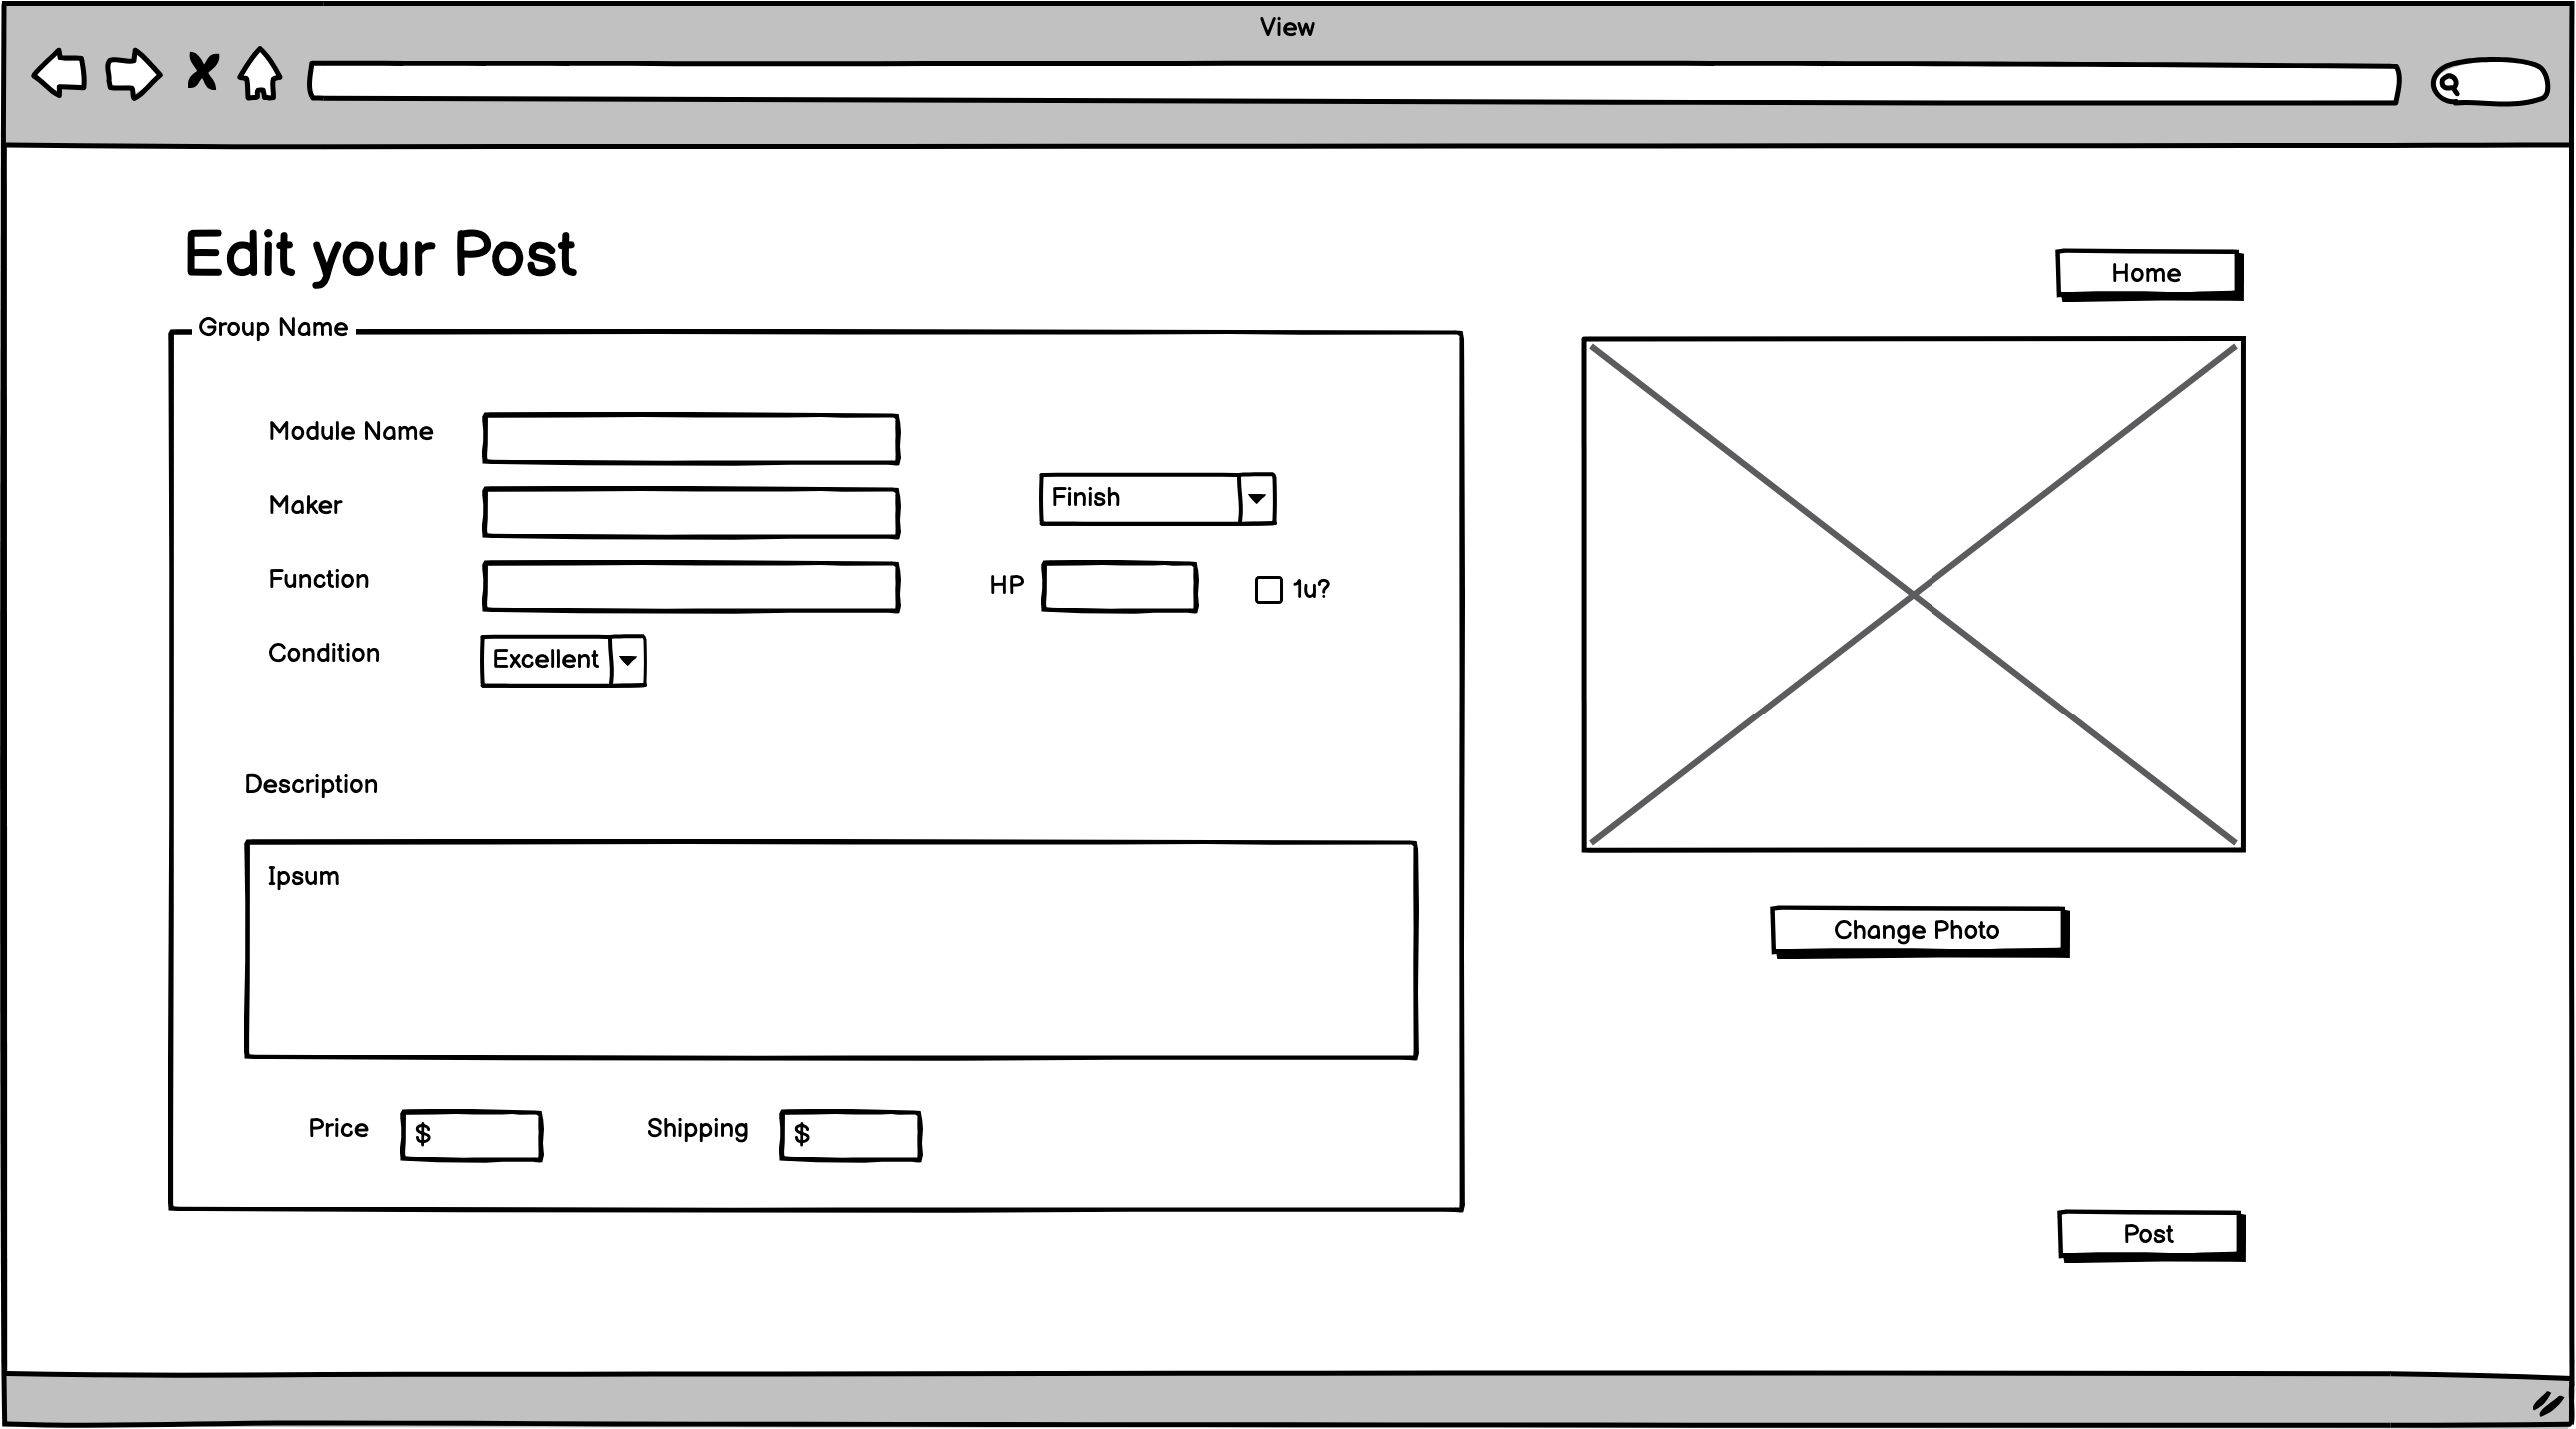 View
Edit your Post
Home
Group Name
Module Name
Maker
Finish
Function
HP
1u?
Condition
Excellent
Description
Ipsum
Change Photo
Price
$
Shipping
$
Post